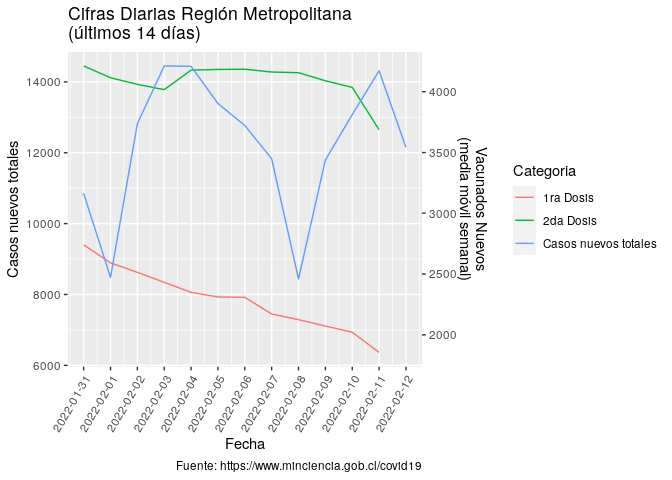 Cifras Diarias Región Metropolitana
(últimos 14 días)
Casos nuevos totales
14000
12000
10000
8000
6000
4000
3500
3000
2500
2000
Vacunados Nuevos
(media móvil semanal)
2022-01-31
2022-02-01
2022-02-02
2022-02-03
2022-02-04
2022-02-05
2022-02-06
2022-02-07
2022-02-08
2022-02-09
2022-02-10
2022-02-11
2022-02-12
Fecha
Categoria
1ra Dosis
2da Dosis
Casos nuevos totales
Fuente: https://www.minciencia.gob.cl/covid19